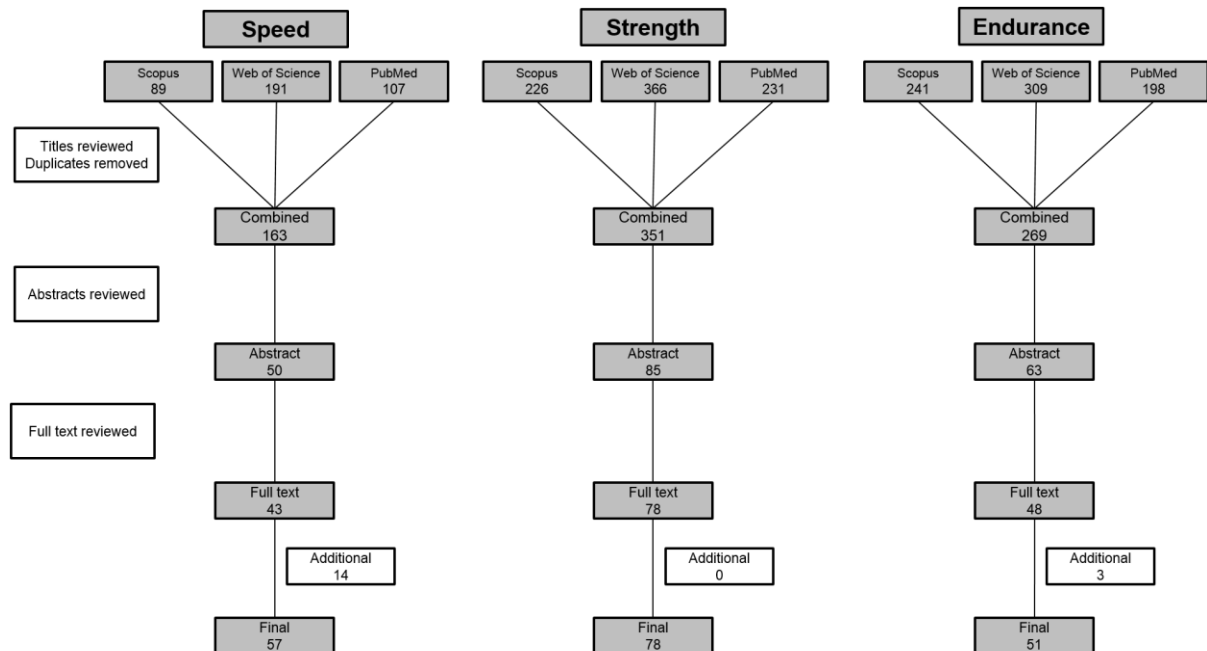 Speed
Strength
Endurance
Scopus
89
Web of Science
191
PubMed
107
Scopus
226
Web of Science
366
PubMed
231
Scopus
241
Web of Science
309
PubMed
198
Titles reviewed
Duplicates removed
Combined
163
Combined
351
Combined
269
Abstracts reviewed
Abstract
50
Abstract
85
Abstract
63
Full text reviewed
Full text
43
Full text
78
Full text
48
Additional
14
Additional
0
Additional
3
Final
57
Final
78
Final
51